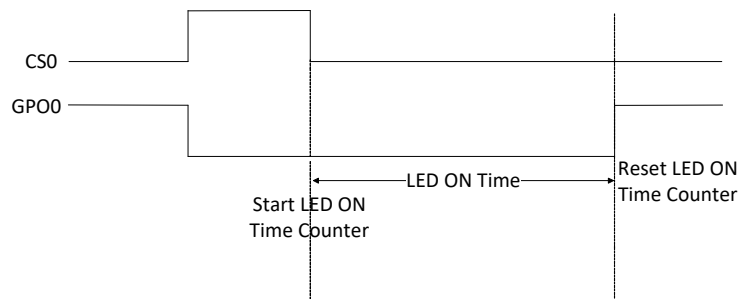 CS0
GPO0
LED ON Time
Start LED ON
Time Counter
Reset LED ON
Time Counter